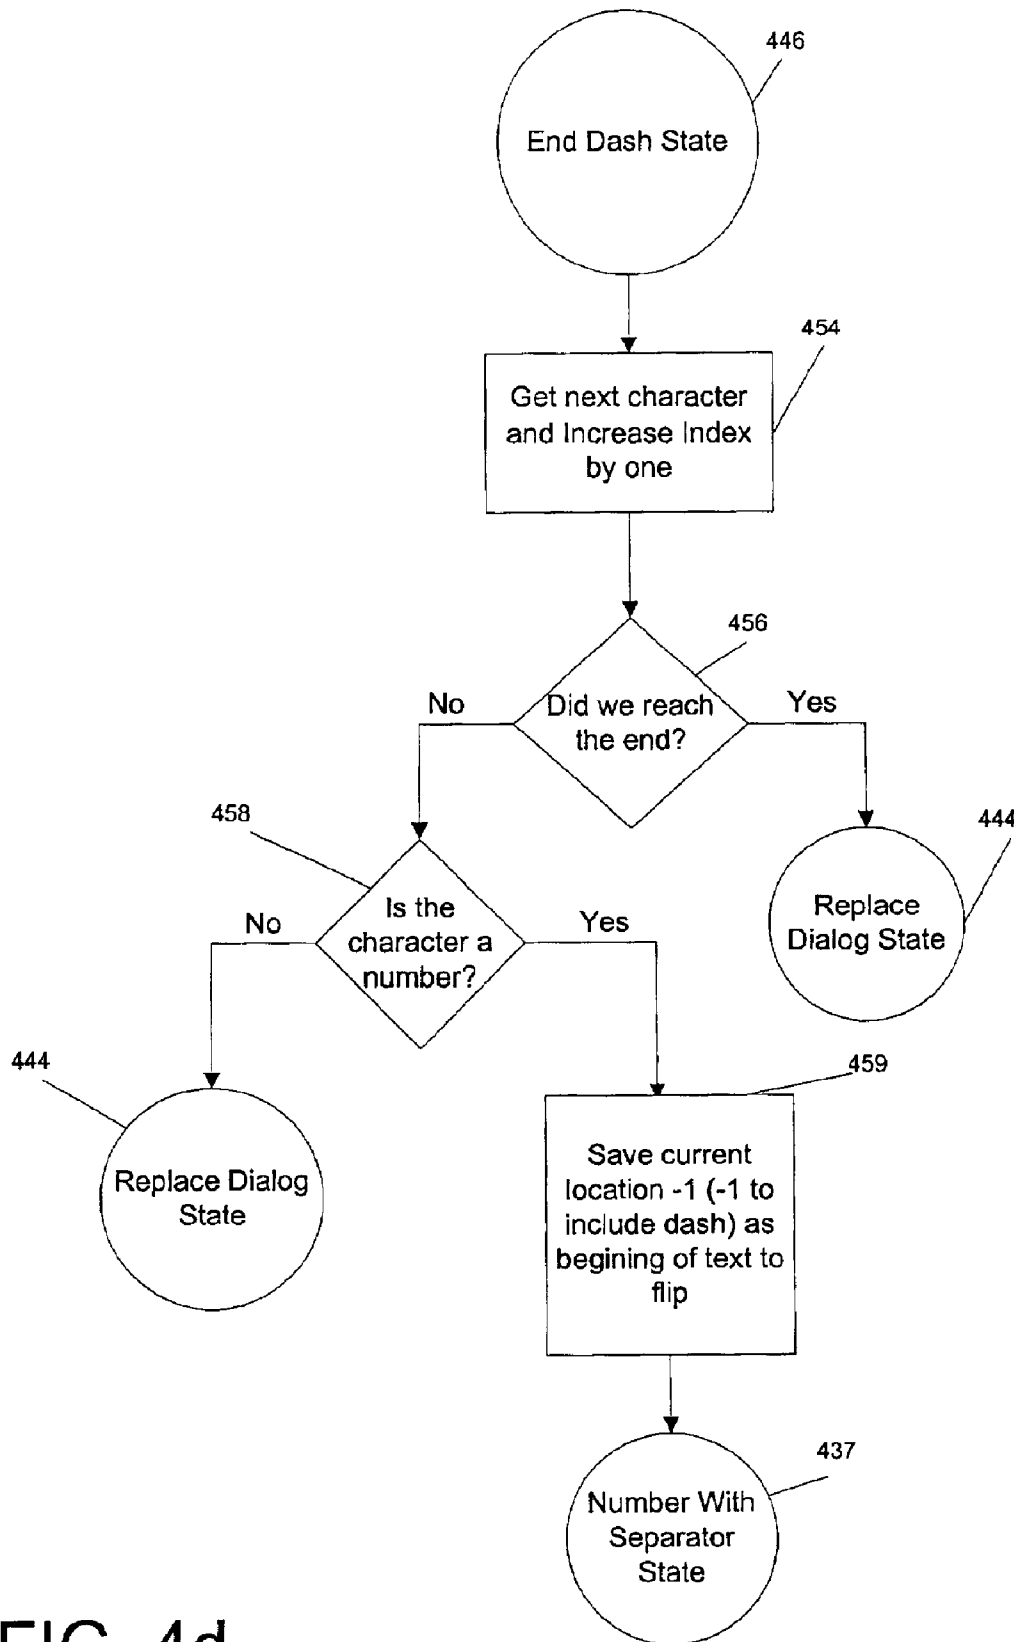 446
End Dash State
454
Get next character
and Increase Index
by one
456
No
Did we reach
the end?
Yes
458
444
Is the
character a
number?
No
Yes
Replace
Dialog State
444
459
Replace Dialog
State
Save current
location -1 (-1 to
include dash) as
begining of text to
flip
437
Number With
Separator
State
FIG. 4d